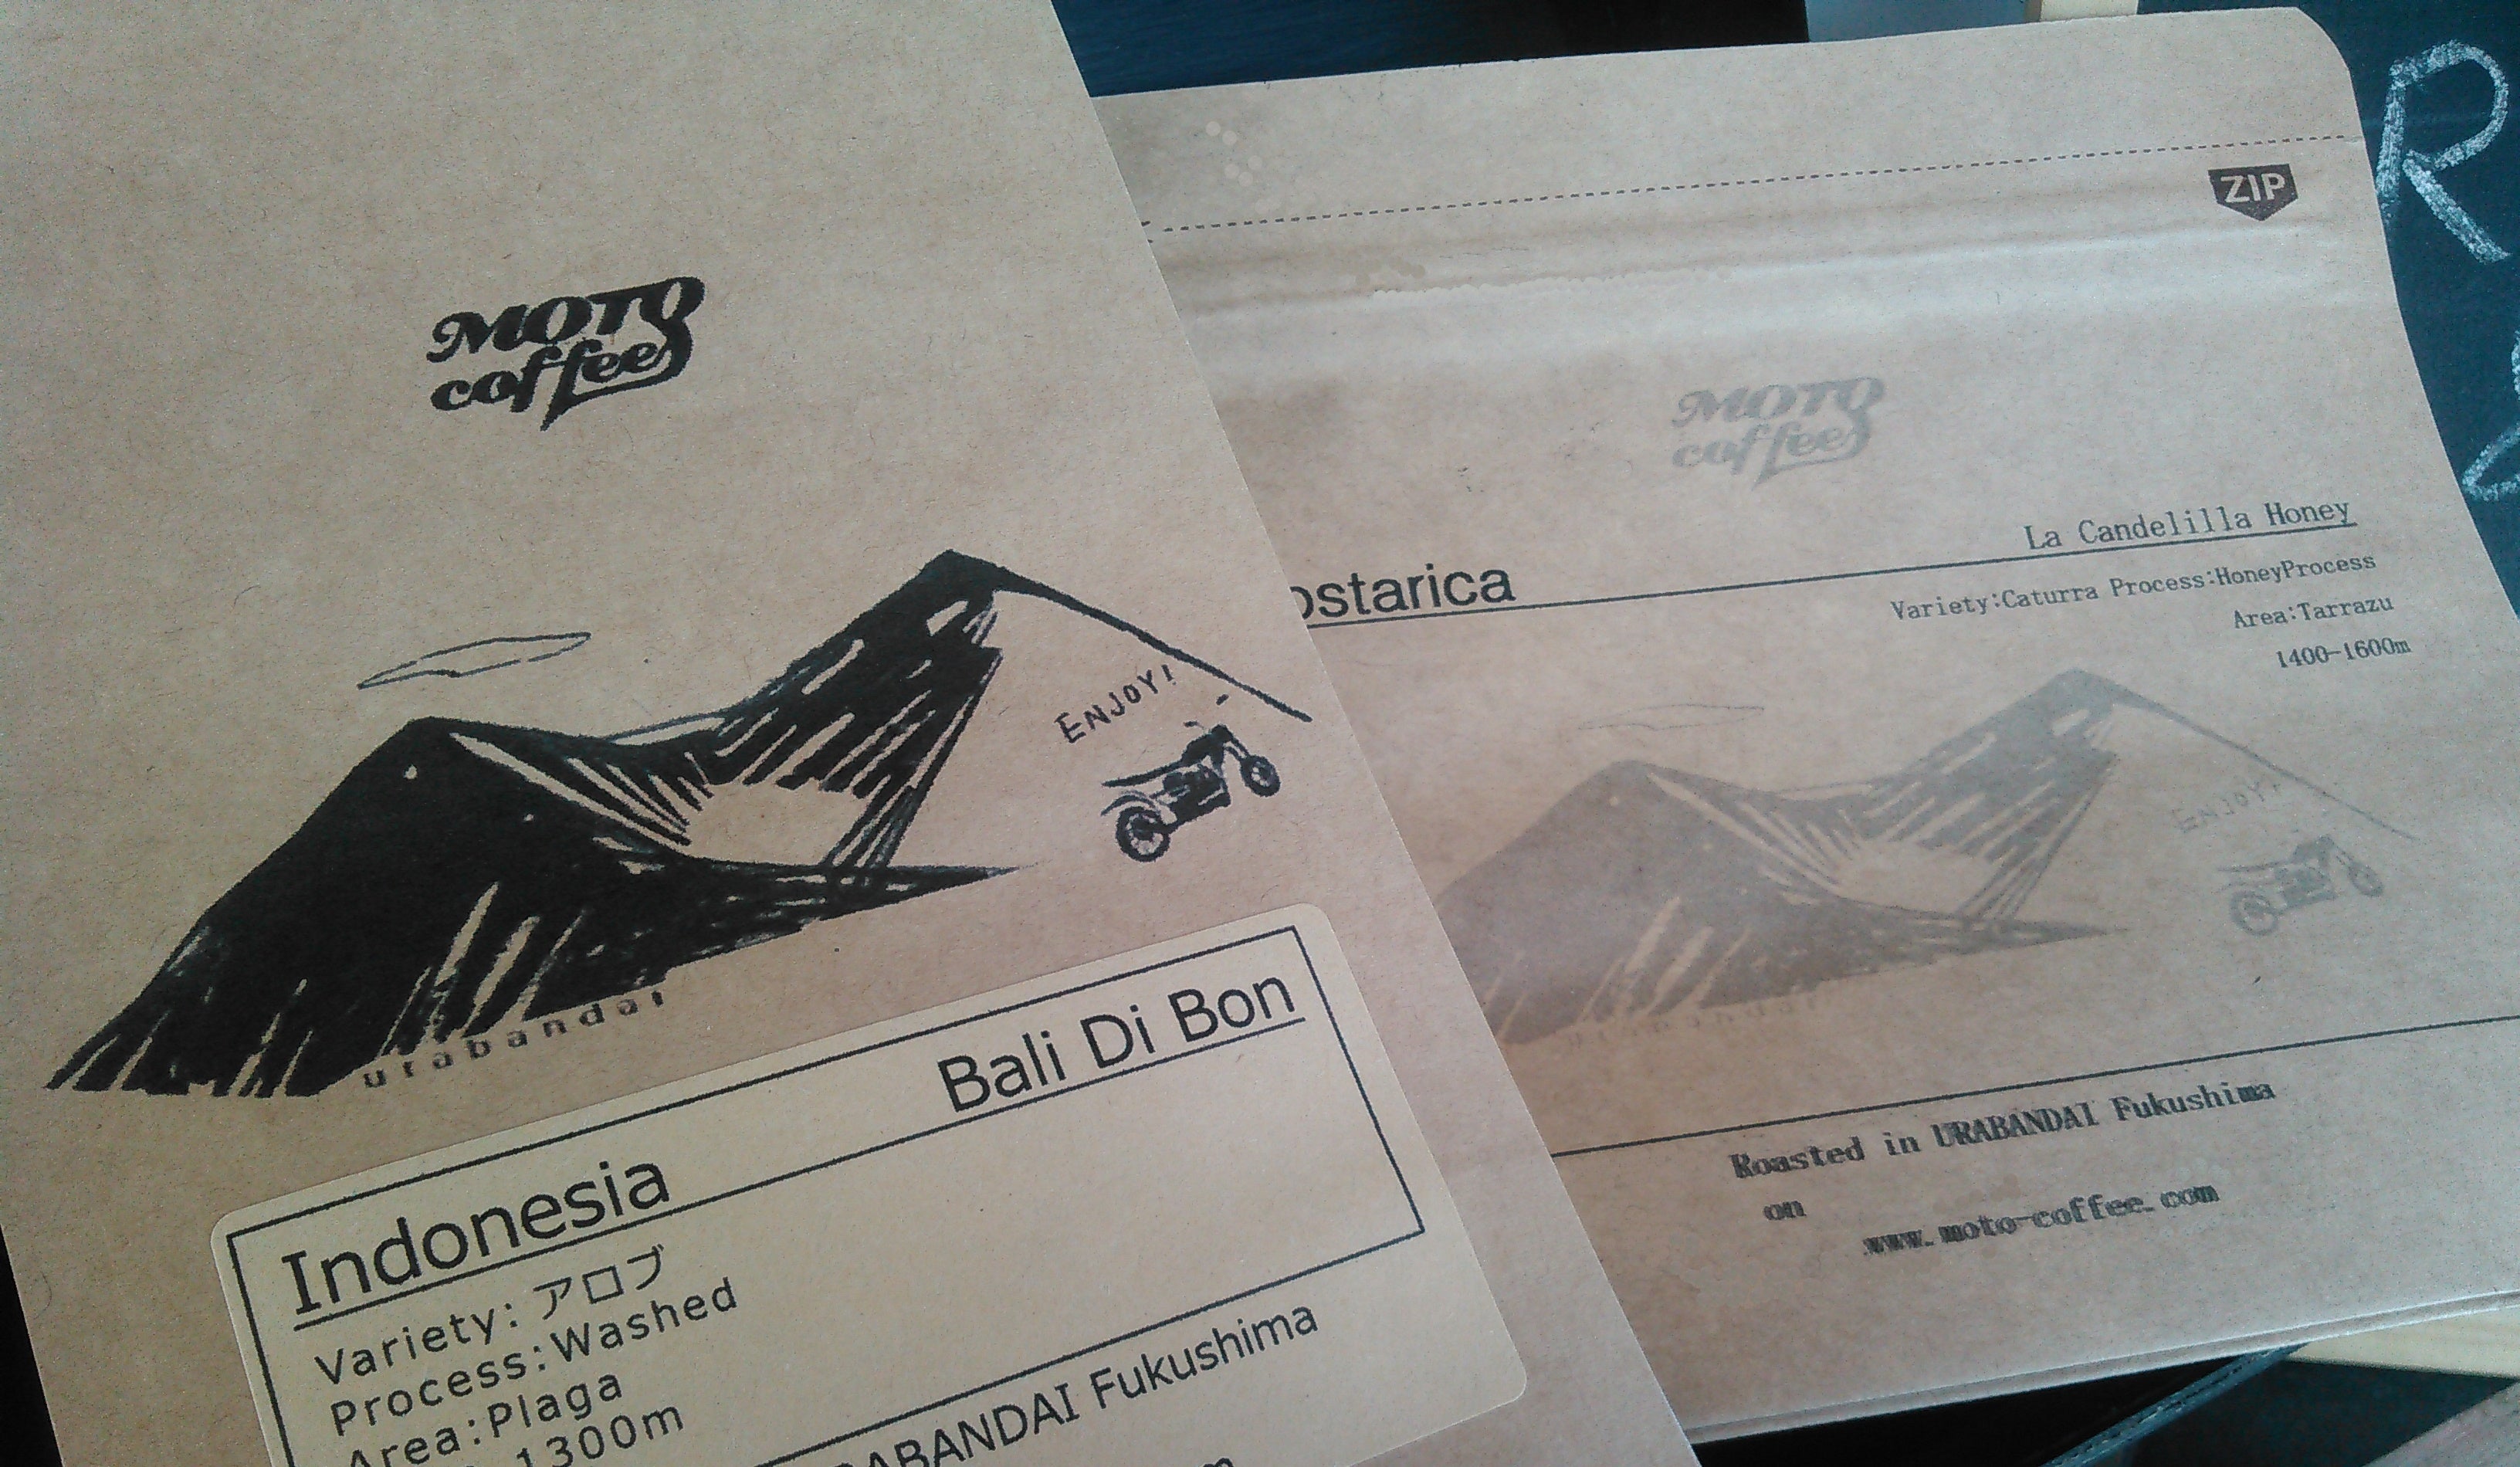 MOTO
coffee
ENJOY!
urabandai
Bali Di Bon
Indonesia
Variety: アロブ
Process:Washed
Area:Plaga
1300m
ABANDAI Fukushima
m
ZIP
MOTO
coffee
La Candelilla Honey
ostarica
Variety:Caturra Process:HoneyProcess
Area:Tarrazu
1400-1600m
ENJOY!
urabandai
Roasted in URABANDAI Fukushima
on
www.moto-coffee.com
R